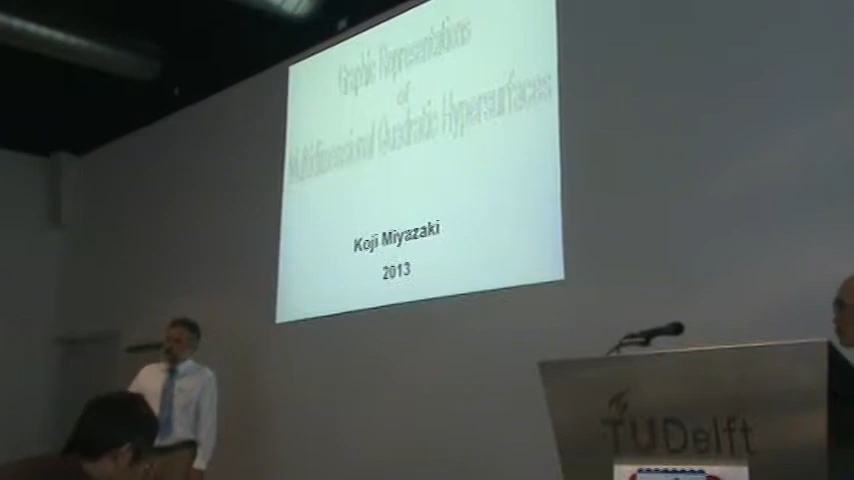 Graphic Representations
of
Multidimensional Quadratic Hypersurfaces
Koji Miyazaki
2013
TUDelft